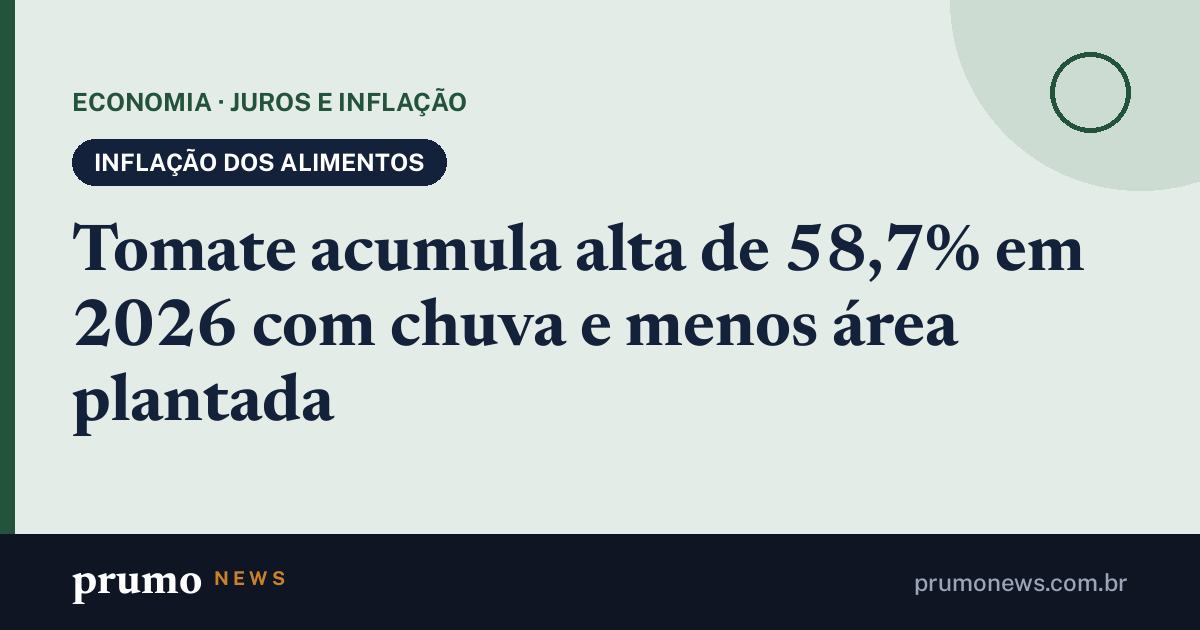 ECONOMIA · JUROS E INFLAÇÃO
INFLAÇÃO DOS ALIMENTOS
Tomate acumula alta de 58,7% em
2026 com chuva e menos área
plantada
prumo NEWS
prumonews.com.br